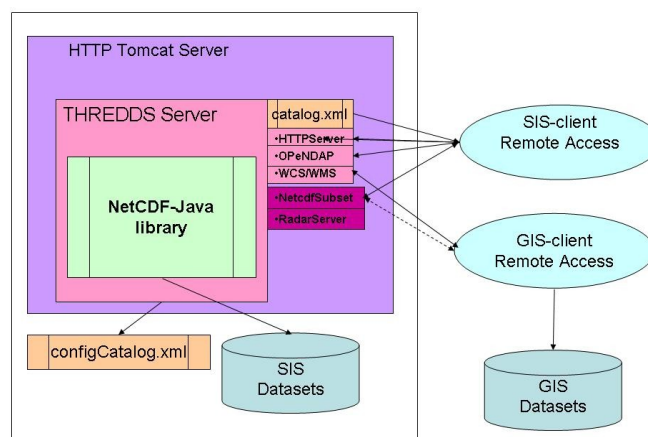 HTTP Tomcat Server
THREDDS Server
catalog.xml
•HTTPServer
•OPeNDAP
•WCS/WMS
•NetcdfSubset
•RadarServer
NetCDF-Java
library
SIS-client
Remote Access
GIS-client
Remote Access
configCatalog.xml
SIS
Datasets
GIS
Datasets